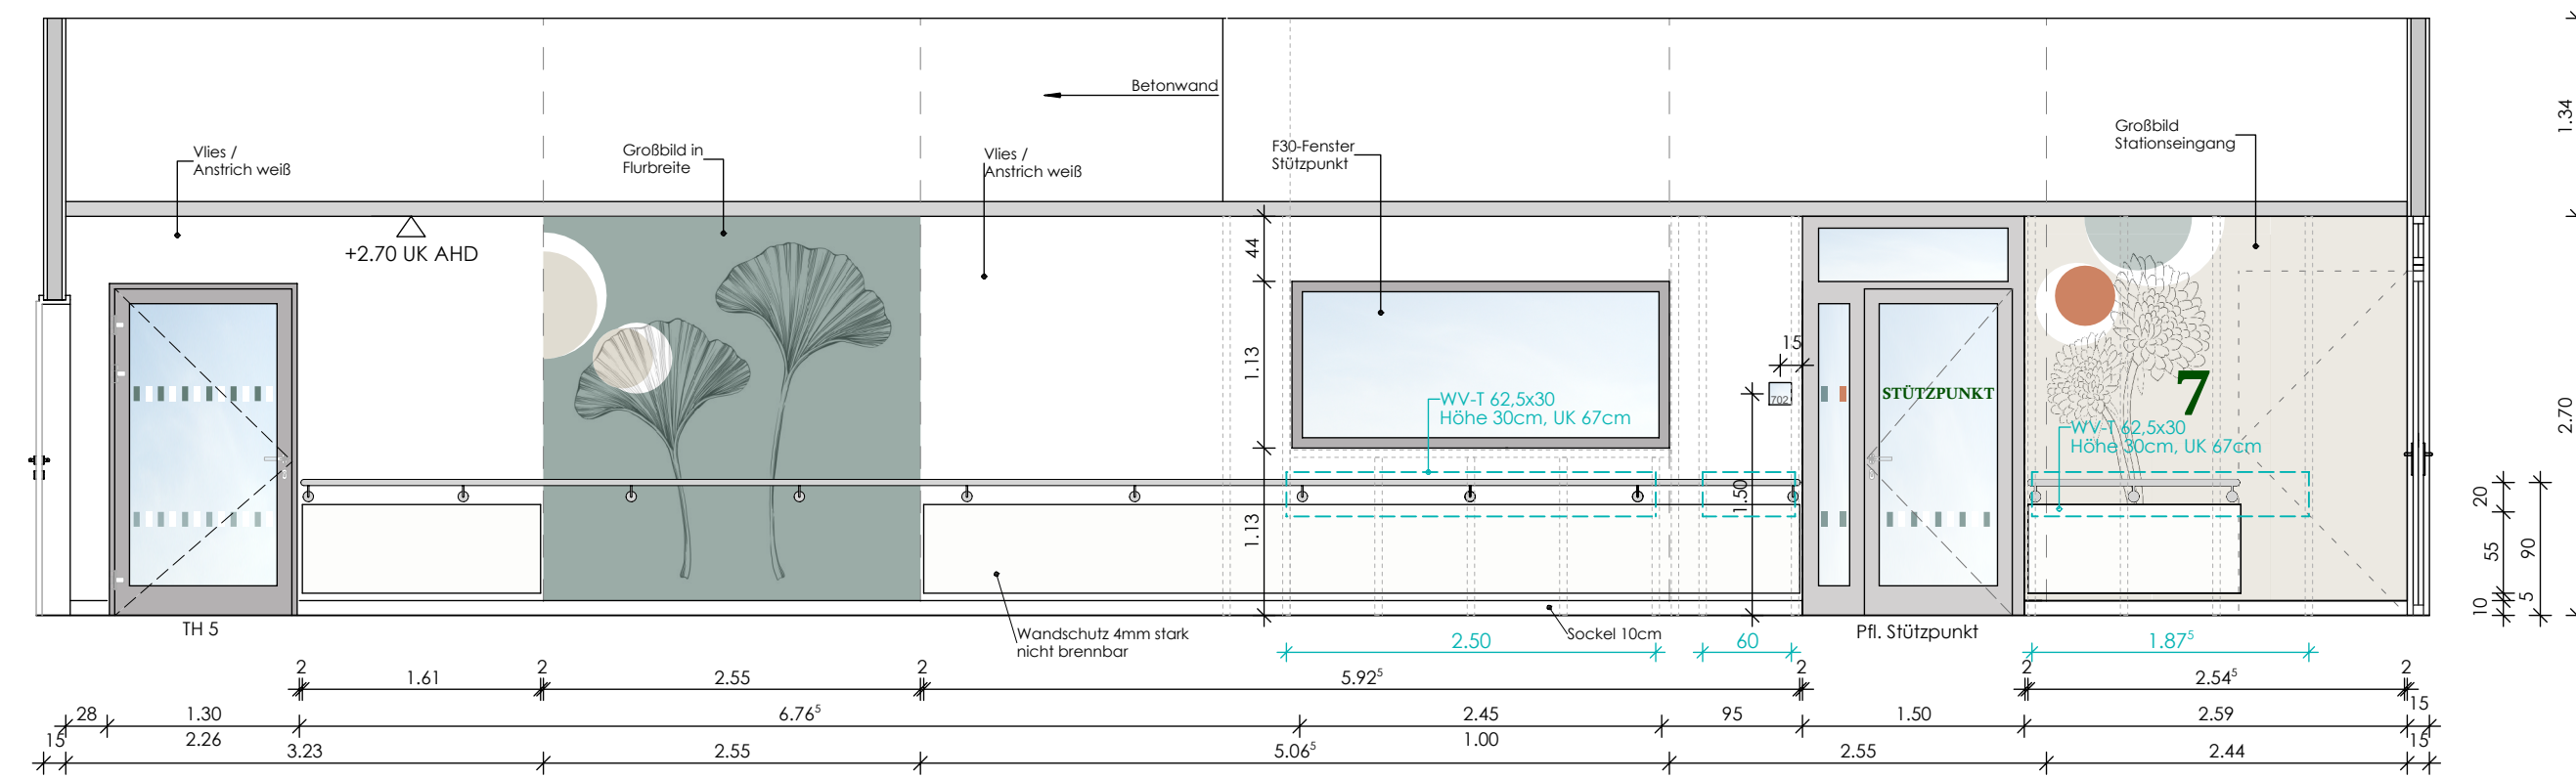 Betonwand
1.34
Vlies /
Anstrich weiß
Großbild in
Flurbreite
Vlies /
Anstrich weiß
F30-Fenster
Stützpunkt
Großbild
Stationseingang
+2.70 UK AHD
44
1.13
1.13
15
702
1.50
WV-T 62,5x30
Höhe 30cm, UK 67cm
STÜTZPUNKT
7
WV-T 62,5x30
Höhe 30cm, UK 67cm
2.70
20
55
90
10
5
TH 5
Wandschutz 4mm stark
nicht brennbar
Sockel 10cm
Pfl. Stützpunkt
2.50
60
1.87⁵
2
1.61
2
2.55
2
5.92⁵
2
2
2.54⁵
2
28
1.30
2.26
6.76⁵
2.45
1.00
95
1.50
2.59
15
15
3.23
2.55
5.06⁵
2.55
2.44
15